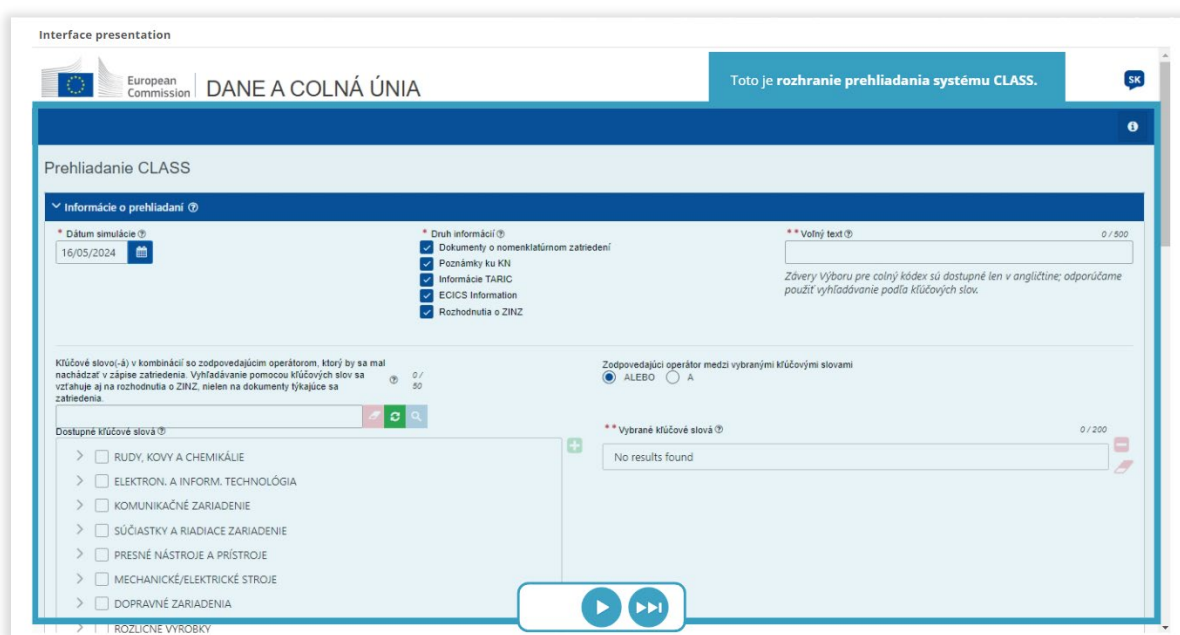 Interface presentation
European
Commission
DANE A COLNÁ ÚNIA
Toto je rozhranie prehliadania systému CLASS.
SK
Prehliadanie CLASS
Informácie o prehliadaní
* Dátum simulácie
16/05/2024
* Druh informácií
Dokumenty o nomenklatúrnom zatriedení
Poznámky ku KN
Informácie TARIC
ECICS Information
Rozhodnutia o ZINZ
* * Voľný text
0 / 500
Závery Výboru pre colný kódex sú dostupné len v angličtine; odporúčame
použiť vyhľadávanie podľa kľúčových slov.
Kľúčové slovo(-á) v kombinácií so zodpovedajúcim operátorom, ktorý by sa mal
nachádzať v zápise zatriedenia. Vyhľadávanie pomocou kľúčových slov sa
vzťahuje aj na rozhodnutia o ZINZ, nielen na dokumenty týkajúce sa
zatriedenia.
0 /
50
Zodpovedajúci operátor medzi vybranými kľúčovými slovami
ALEBO
A
Dostupné kľúčové slová
RUDY, KOVY A CHEMIKÁLIE
ELEKTRON. A INFORM. TECHNOLÓGIA
KOMUNIKAČNÉ ZARIADENIE
SÚČIASTKY A RIADIACE ZARIADENIE
PRESNÉ NÁSTROJE A PRÍSTROJE
MECHANICKÉ/ELEKTRICKÉ STROJE
DOPRAVNÉ ZARIADENIA
ROZLIČNÉ VÝROBKY
* * Vybrané kľúčové slová
0 / 200
No results found